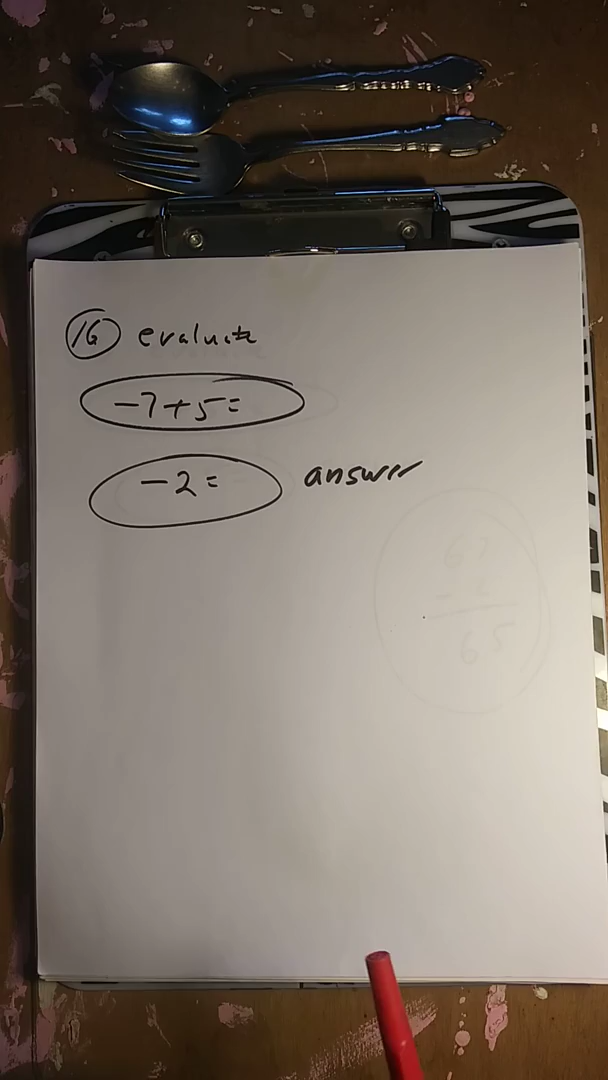 16 evaluate
-7+5=
-2= answer